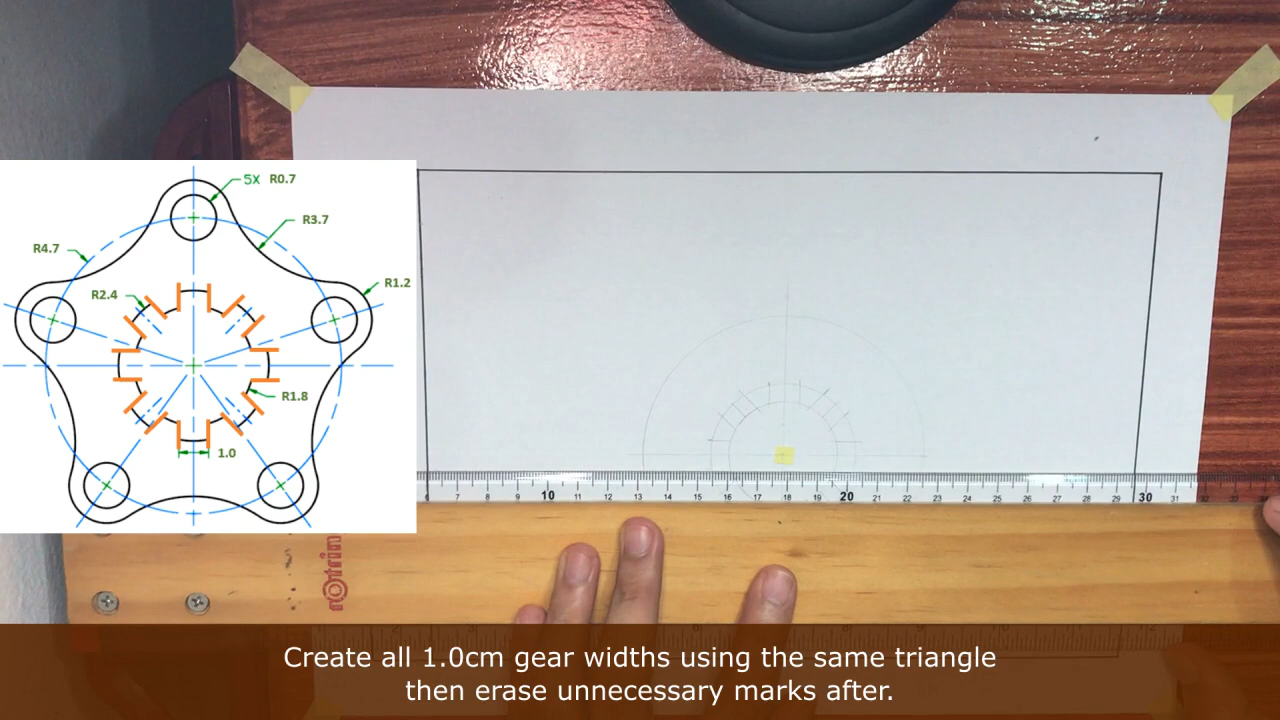 5X R0.7
R3.7
R4.7
R1.2
R2.4
R1.8
1.0
6 7 8 9 10 11 12 13 14 15 16 17 18 19 20 21 22 23 24 25 26 27 28 29 30 31
rotrin
Create all 1.0cm gear widths using the same triangle
then erase unnecessary marks after.